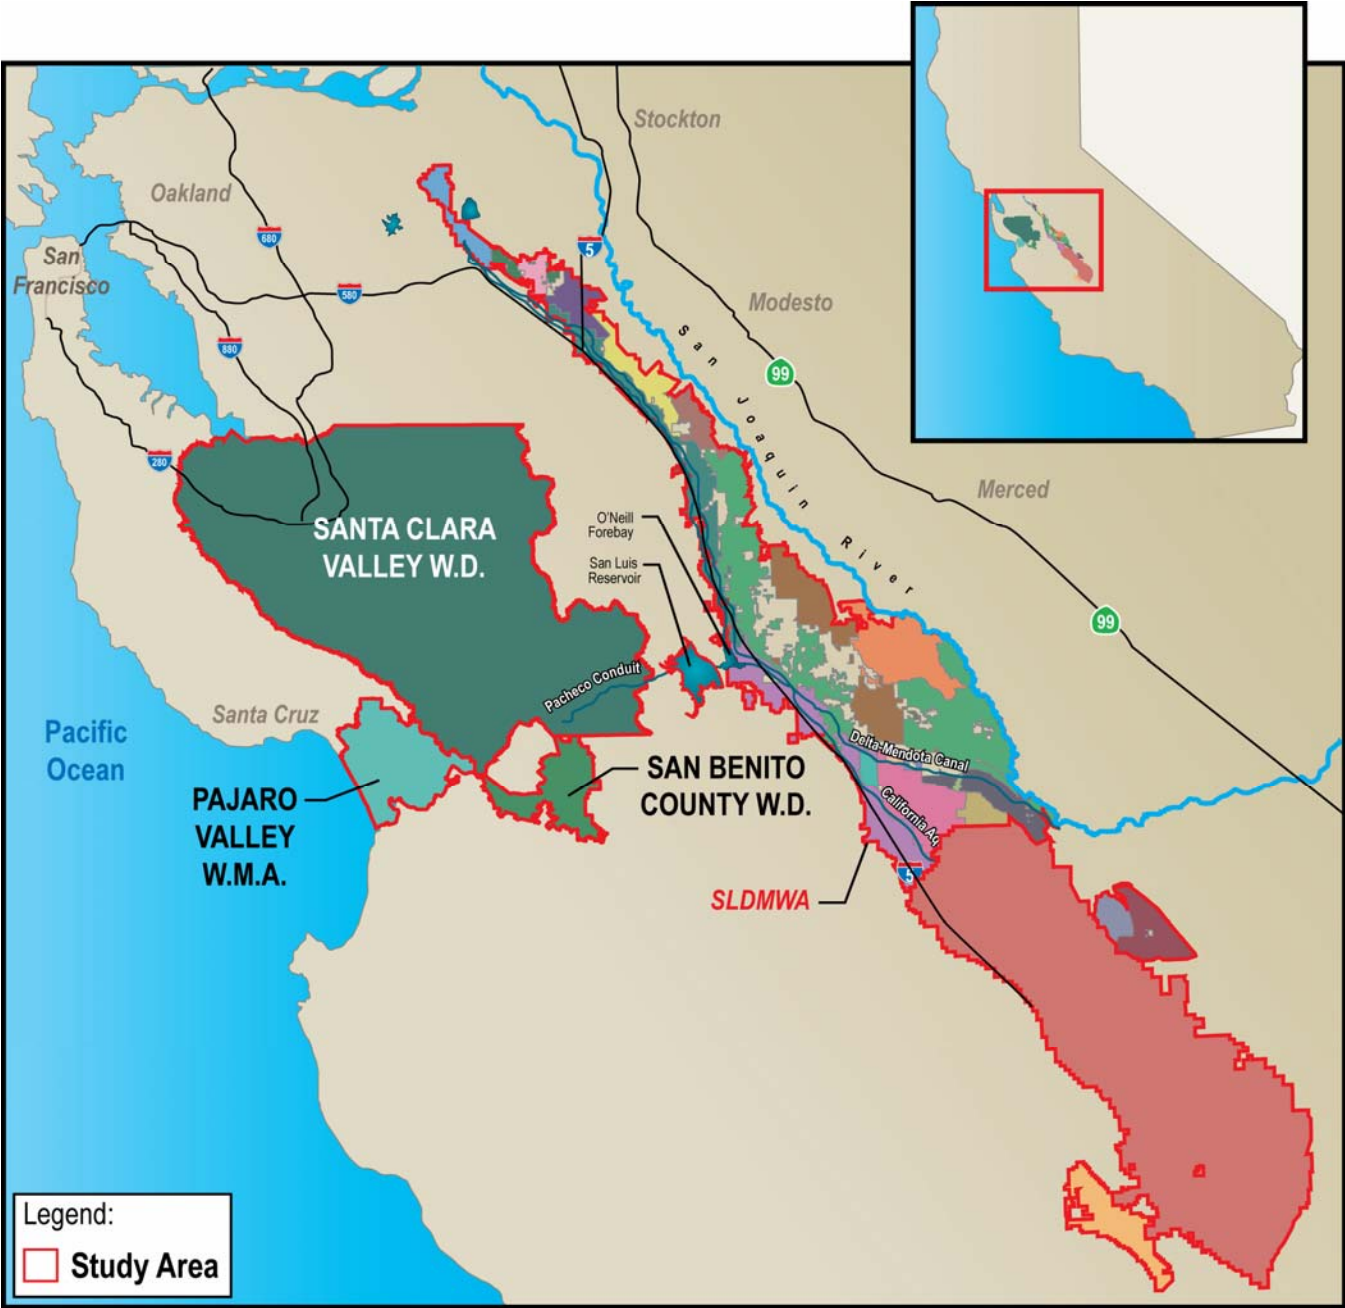 Stockton
Oakland
680
5
San
Francisco
580
Modesto
880
99
San Joaquin River
280
Merced
SANTA CLARA
VALLEY W.D.
O'Neill
Forebay
San Luis
Reservoir
99
Pacheco Conduit
Santa Cruz
Pacific
Ocean
Delta-Mendota Canal
SAN BENITO
COUNTY W.D.
PAJARO
VALLEY
W.M.A.
California Aq
5
SLDMWA
Legend:
Study Area